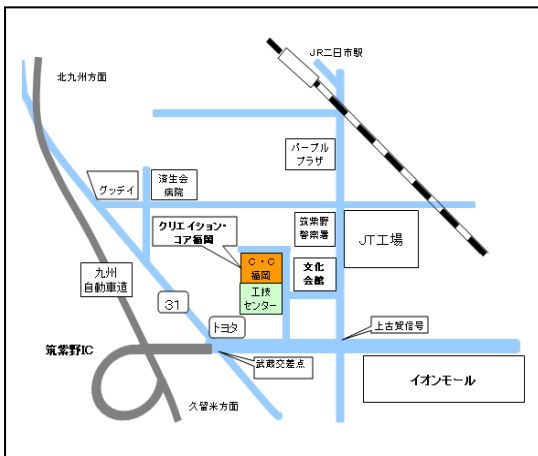 JR二日市駅
北九州方面
パープル
プラザ
グッデイ
済生会
病院
クリエイション・
コア福岡
筑紫野
警察署
JT工場
C・C
福岡
文化
会館
九州
自動車道
工技
センター
31
トヨタ
上古賀信号
筑紫野IC
武蔵交差点
イオンモール
久留米方面